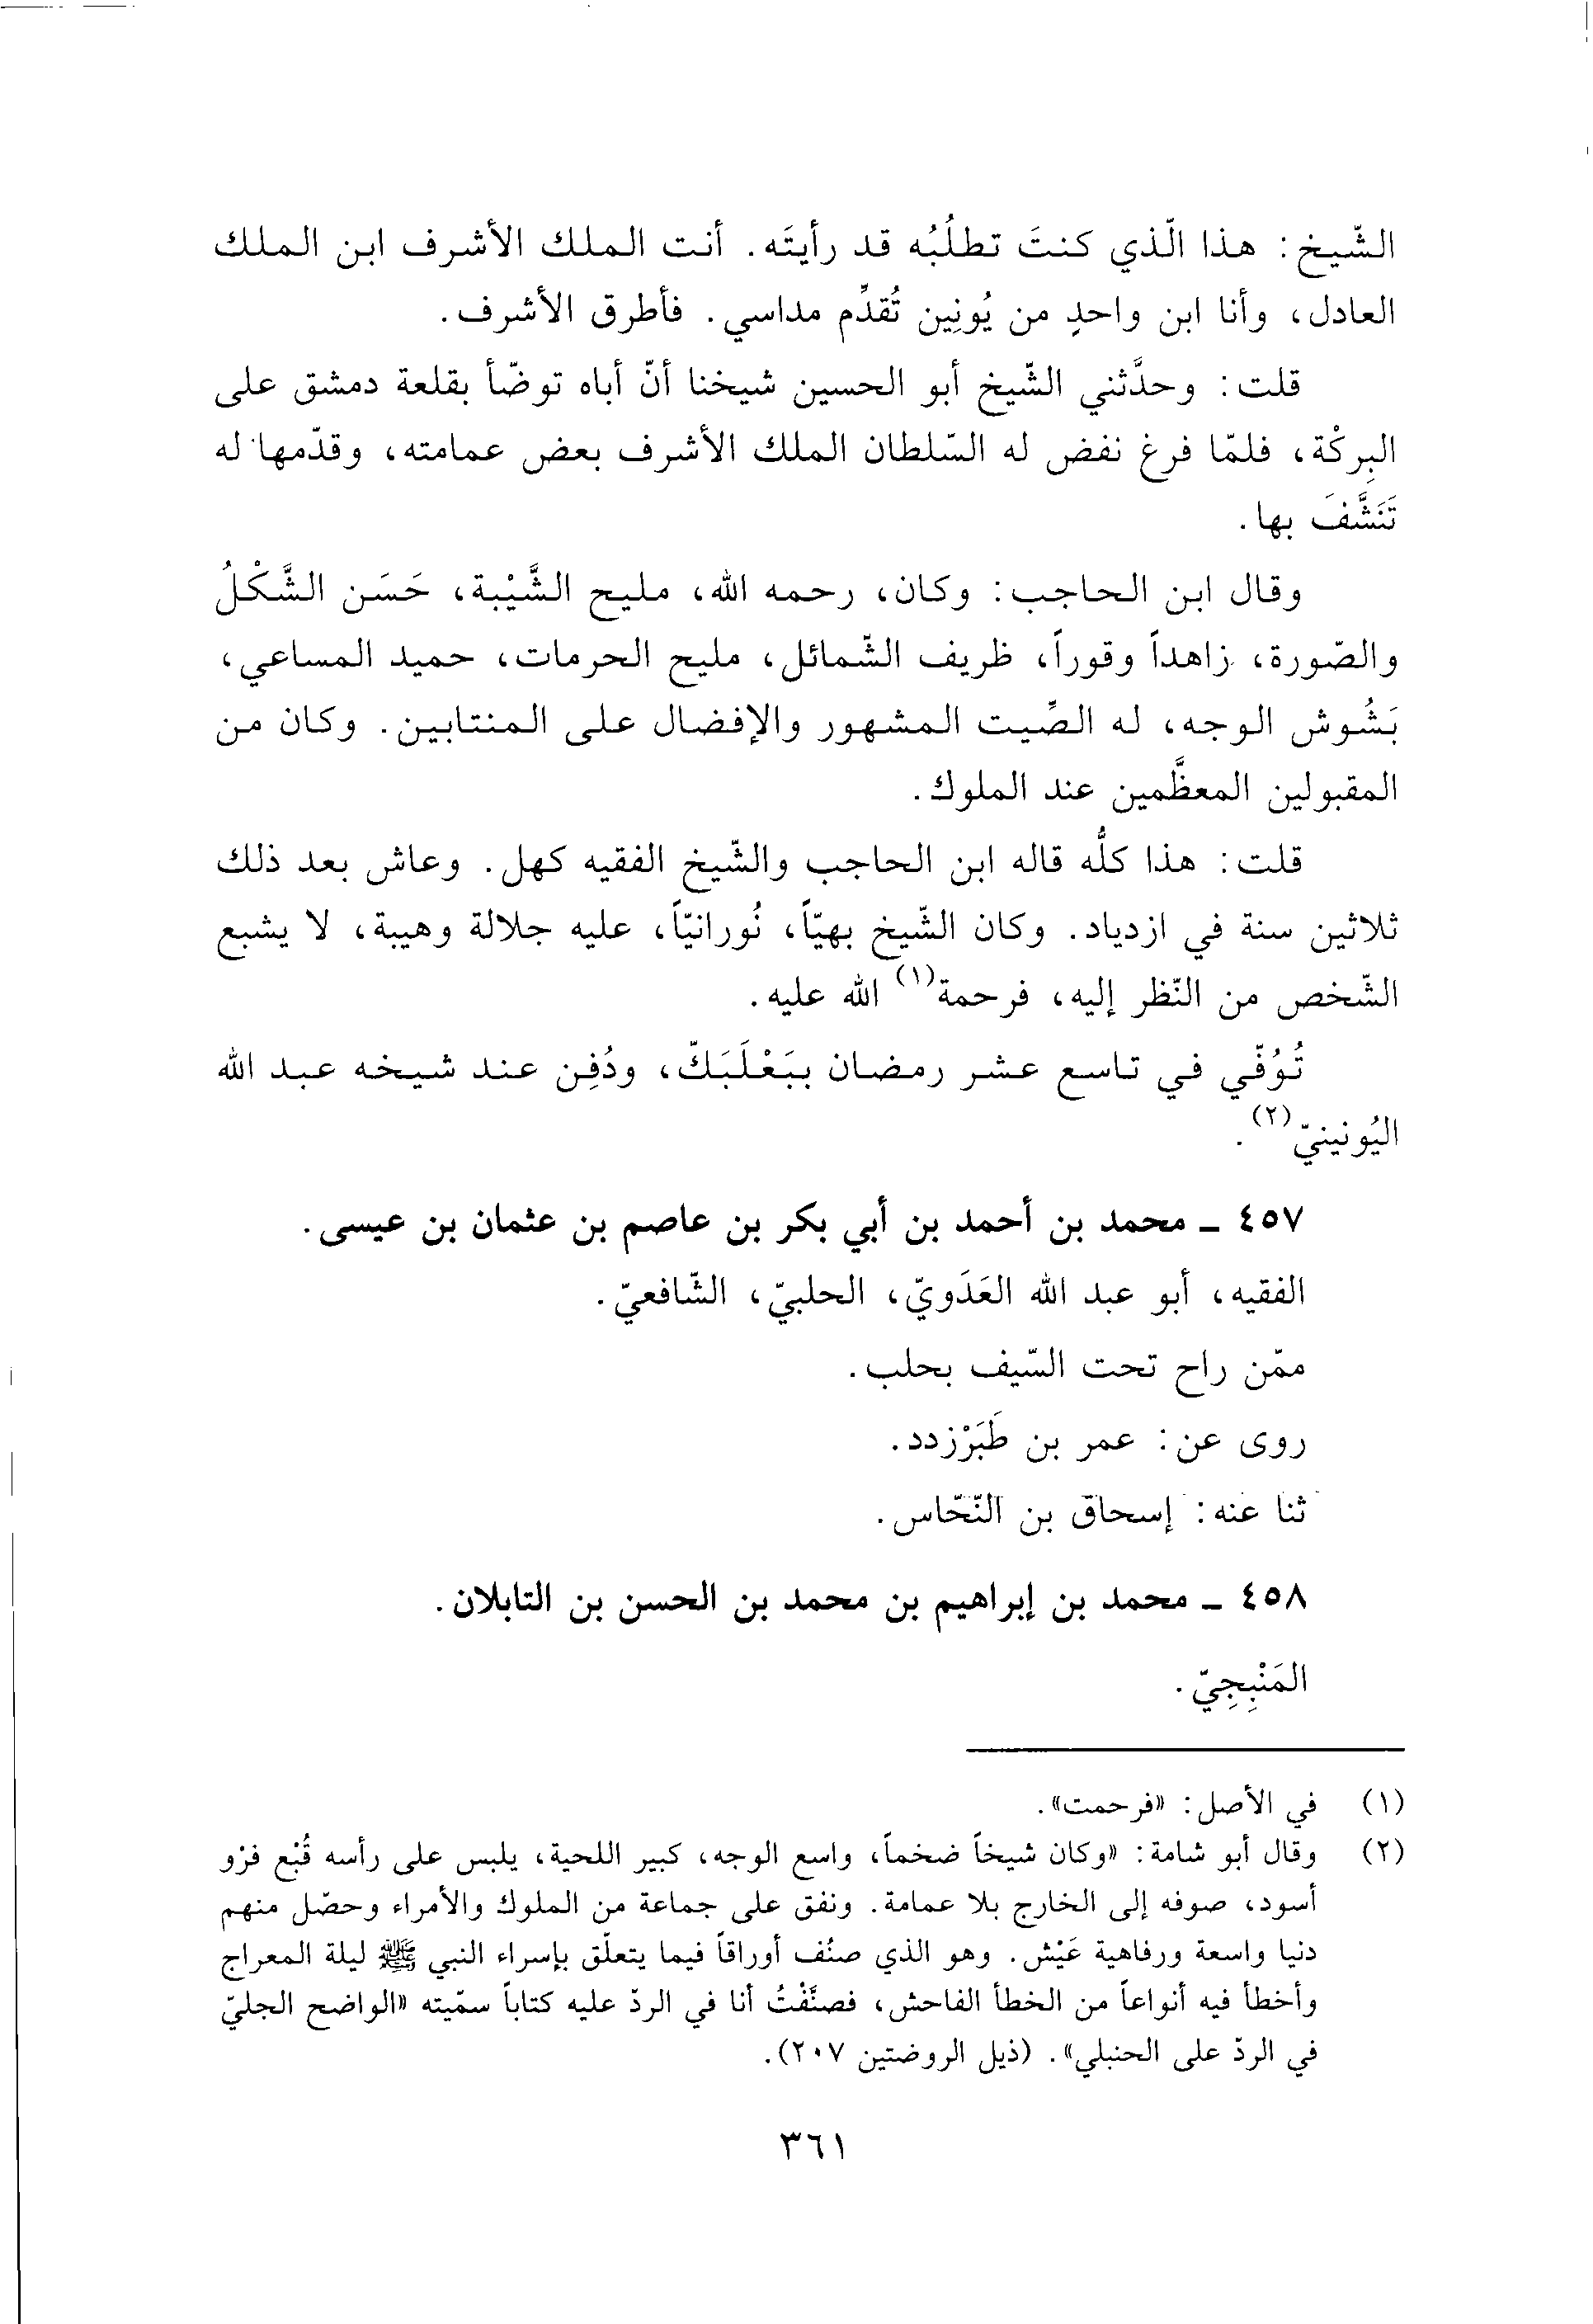 الشّيخ: هذا الّذي كنتَ تطلُبُه قد رأيتَه. أنت الملك الأشرف ابن الملك
العادل، وأنا ابن واحدٍ من يُونِين تُقدِّم مداسي. فأطرق الأشرف.
قلت: وحدَّثني الشّيخ أبو الحسين شيخنا أنّ أباه توضّأ بقلعة دمشق على
البِركْة، فلمّا فرغ نفض له السّلطان الملك الأشرف بعض عمامته، وقدّمها له
تَنَشَّفَ بها.
وقال ابن الحاجب: وكان، رحمه الله، مليح الشَّيْبة، حَسَن الشَّكْلُ
والصّورة، زاهداً وقوراً، ظريف الشّمائل، مليح الحرمات، حميد المساعي،
بَشُوش الوجه، له الصِّيت المشهور والإفضال على المنتابين. وكان من
المقبولين المعظَّمين عند الملوك.
قلت: هذا كلُّه قاله ابن الحاجب والشّيخ الفقيه كهل. وعاش بعد ذلك
ثلاثين سنة في ازدياد. وكان الشّيخ بهيّاً، نُورانيّاً، عليه جلالة وهيبة، لا يشبع
الشّخص من النّظر إليه، فرحمة(١) الله عليه.
تُوُفّي في تاسع عشر رمضان ببَعْلَبَكّ، ودُفِن عند شيخه عبد الله
اليُونينيّ(٢).
٤٥٧ - محمد بن أحمد بن أبي بكر بن عاصم بن عثمان بن عيسى.
الفقيه، أبو عبد الله العَدَويّ، الحلبيّ، الشّافعيّ.
ممّن راح تحت السّيف بحلب.
روى عن: عمر بن طَبَرْزدد.
ثنا عنه: إسحاق بن النّحّاس.
٤٥٨ - محمد بن إبراهيم بن محمد بن الحسن بن التابلان.
المَنْبِجِيّ.
(١) في الأصل: «فرحمت».
(٢) وقال أبو شامة: «وكان شيخاً ضخماً، واسع الوجه، كبير اللحية، يلبس على رأسه قُبْع فرْو
أسود، صوفه إلى الخارج بلا عمامة. ونفق على جماعة من الملوك والأمراء وحصّل منهم
دنيا واسعة ورفاهية عَيْش. وهو الذي صنّف أوراقاً فيما يتعلّق بإسراء النبي ﷺ ليلة المعراج
وأخطأ فيه أنواعاً من الخطأ الفاحش، فصنَّفْتُ أنا في الردّ عليه كتاباً سمّيته «الواضح الجليّ
في الردّ على الحنبلي». (ذيل الروضتين ٢٠٧).
٣٦١